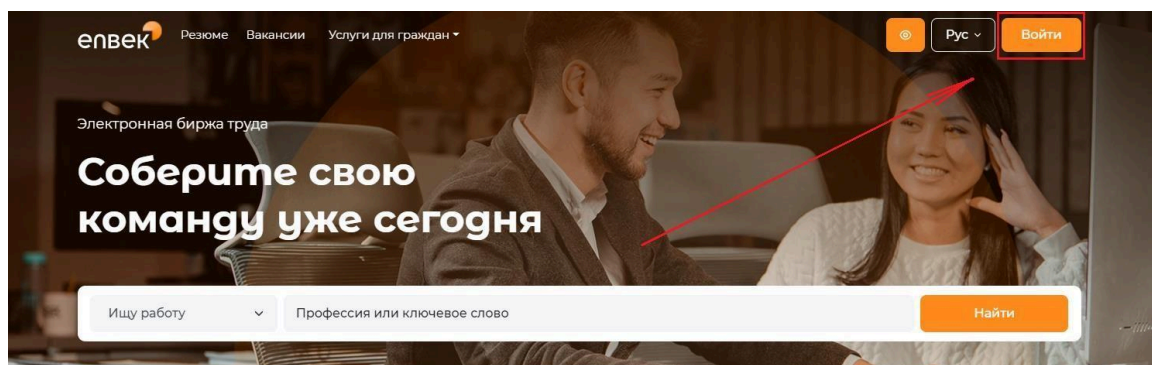 enbek
Резюме Вакансии Услуги для граждан
Рус
Войти
Электронная биржа труда
Соберите свою
команду уже сегодня
Ищу работу
Профессия или ключевое слово
Найти